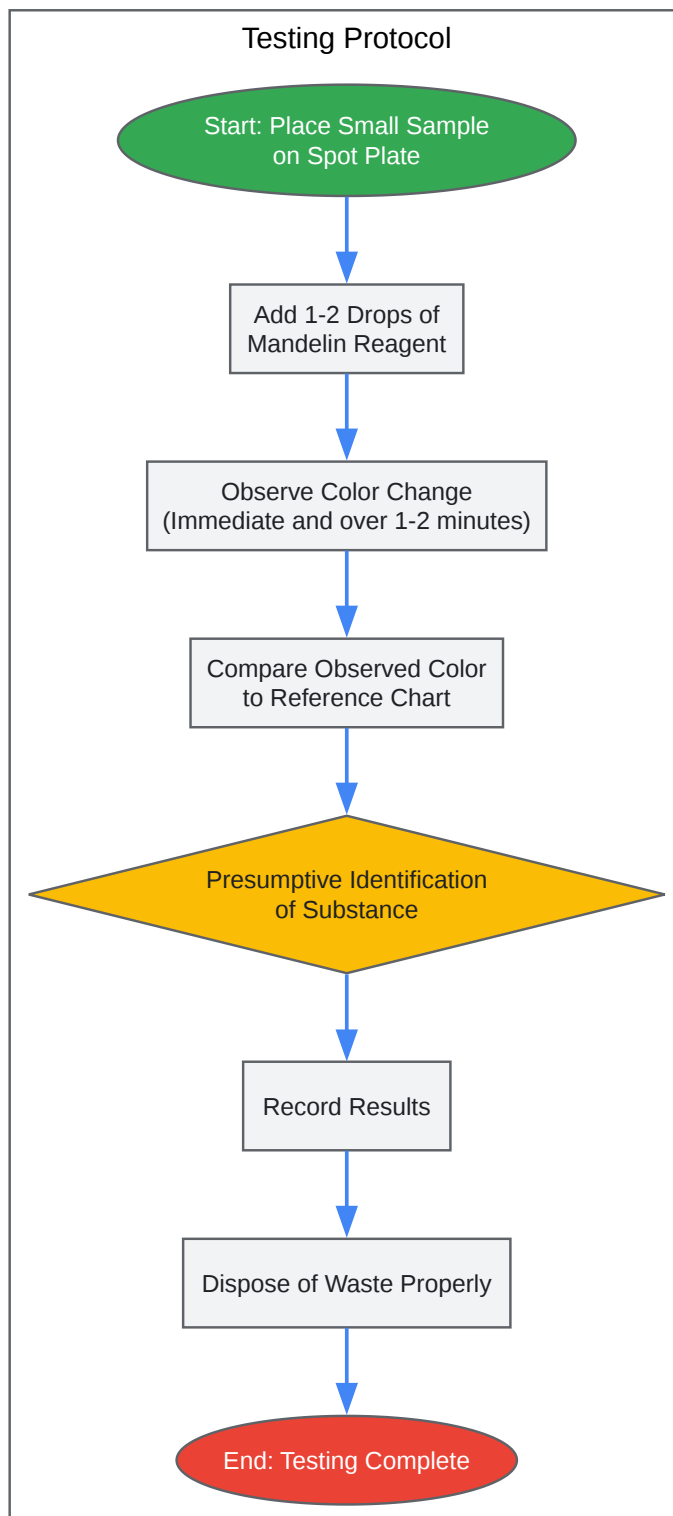 Testing Protocol
Start: Place Small Sample
on Spot Plate
Add 1-2 Drops of
Mandelin Reagent
Observe Color Change
(Immediate and over 1-2 minutes)
Compare Observed Color
to Reference Chart
Presumptive Identification
of Substance
Record Results
Dispose of Waste Properly
End: Testing Complete